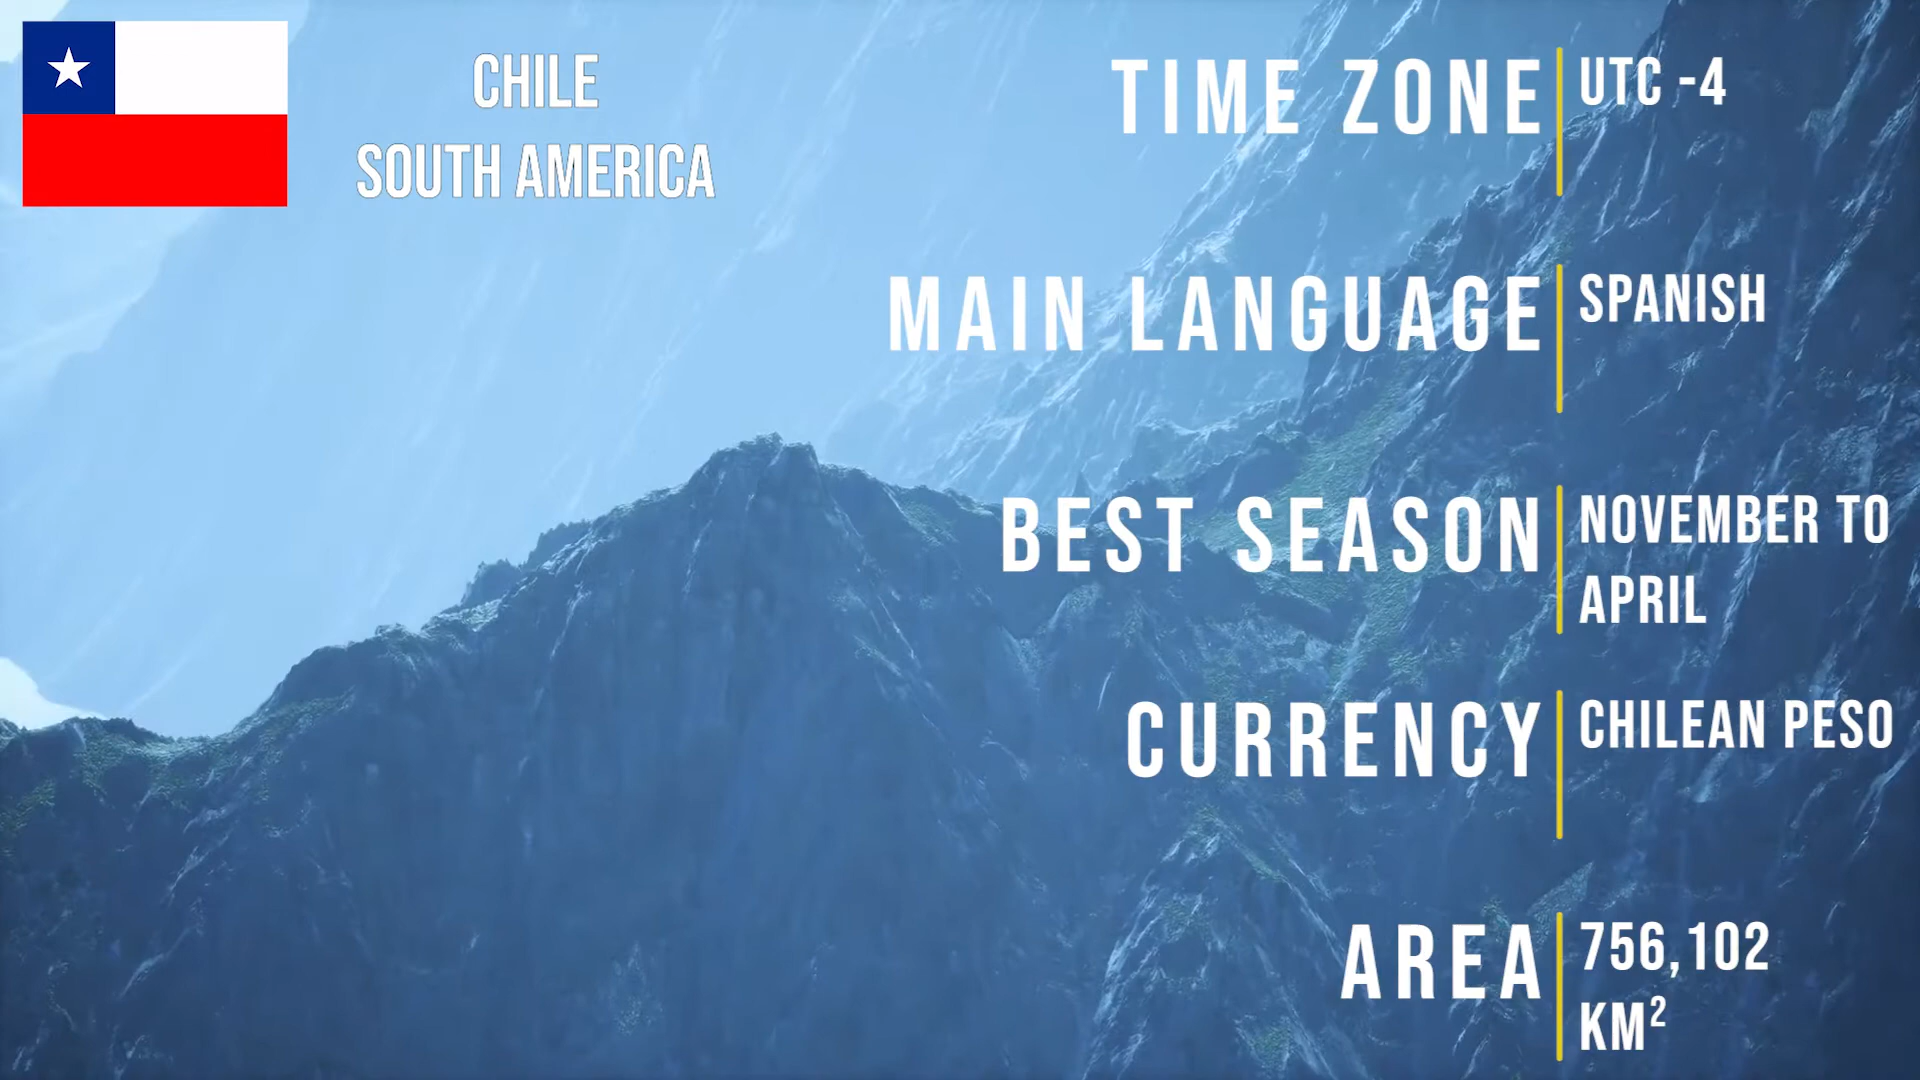 CHILE
SOUTH AMERICA
TIME ZONE
UTC -4
MAIN LANGUAGE
SPANISH
BEST SEASON
NOVEMBER TO
APRIL
CURRENCY
CHILEAN PESO
AREA
756,102
KM²